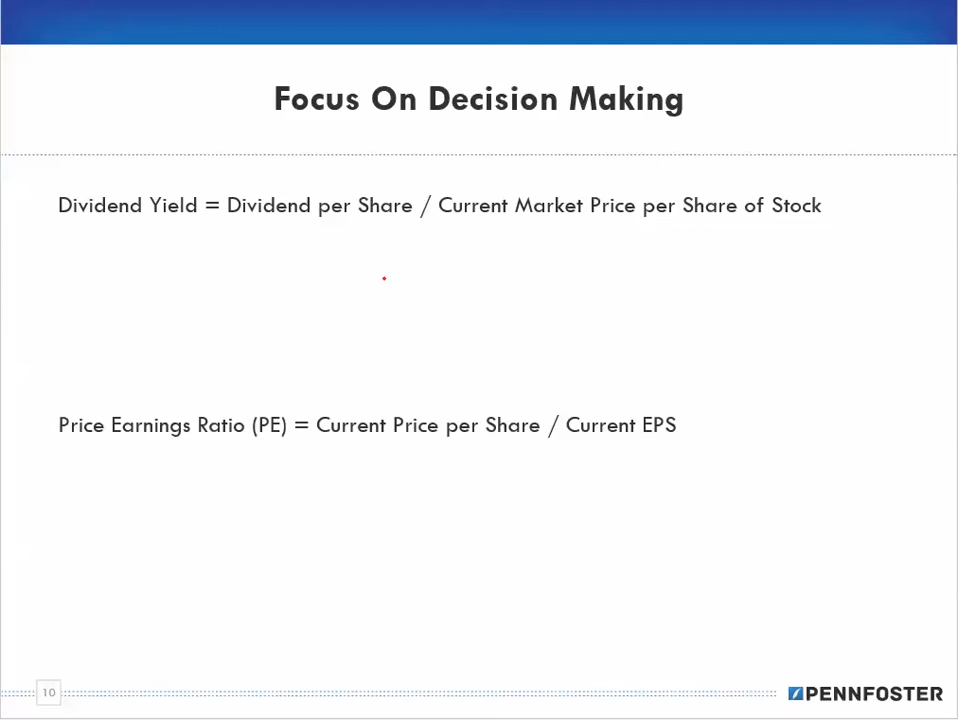 Focus On Decision Making
Dividend Yield = Dividend per Share / Current Market Price per Share of Stock
Price Earnings Ratio (PE) = Current Price per Share / Current EPS
10
PENNFOSTER